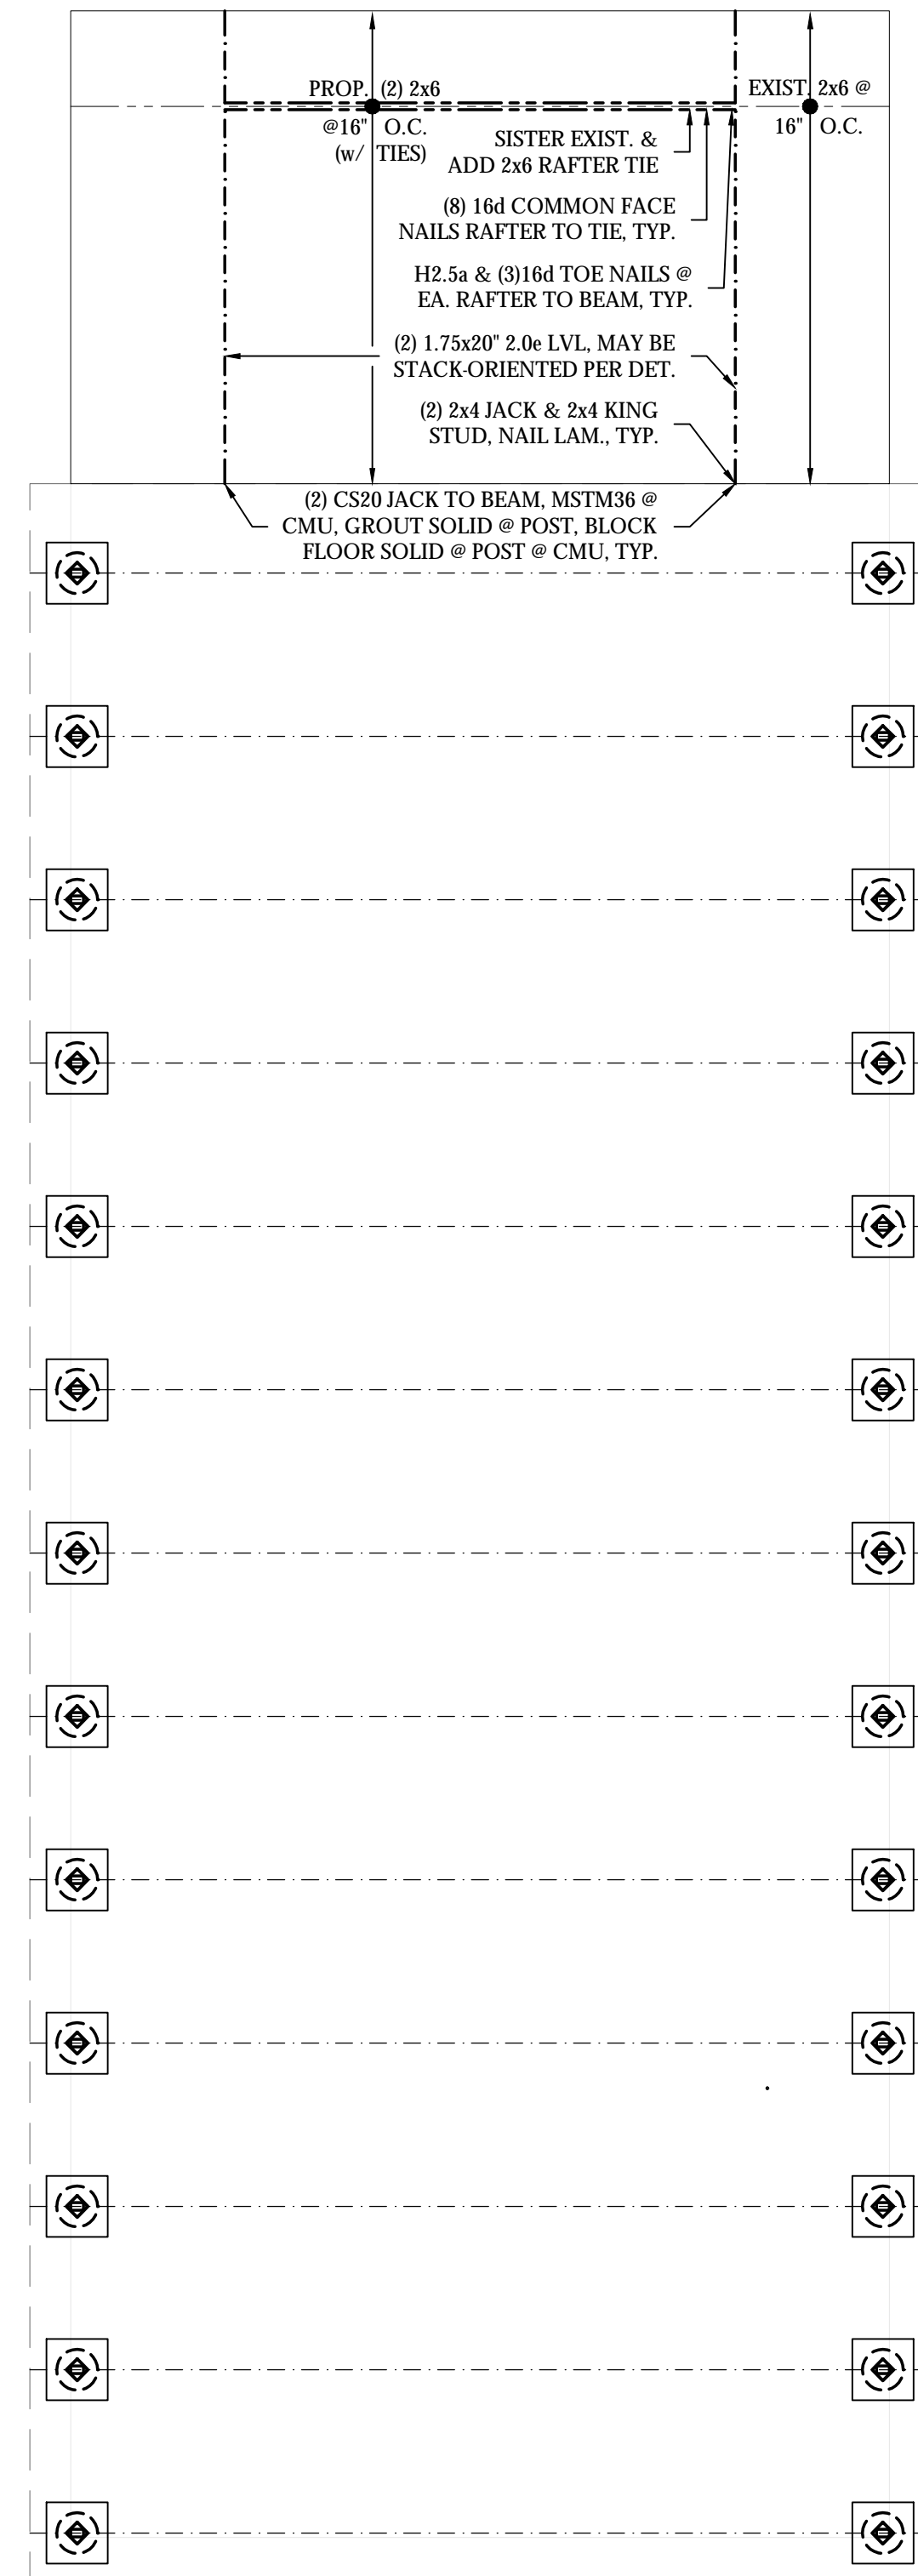 PROP. (2) 2x6
@16" O.C.
(w/ TIES)
EXIST. 2x6 @
16" O.C.
SISTER EXIST. &
ADD 2x6 RAFTER TIE
(8) 16d COMMON FACE
NAILS RAFTER TO TIE, TYP.
H2.5a & (3)16d TOE NAILS @
EA. RAFTER TO BEAM, TYP.
(2) 1.75x20" 2.0e LVL, MAY BE
STACK-ORIENTED PER DET.
(2) 2x4 JACK & 2x4 KING
STUD, NAIL LAM., TYP.
(2) CS20 JACK TO BEAM, MSTM36 @
CMU, GROUT SOLID @ POST, BLOCK
FLOOR SOLID @ POST @ CMU, TYP.